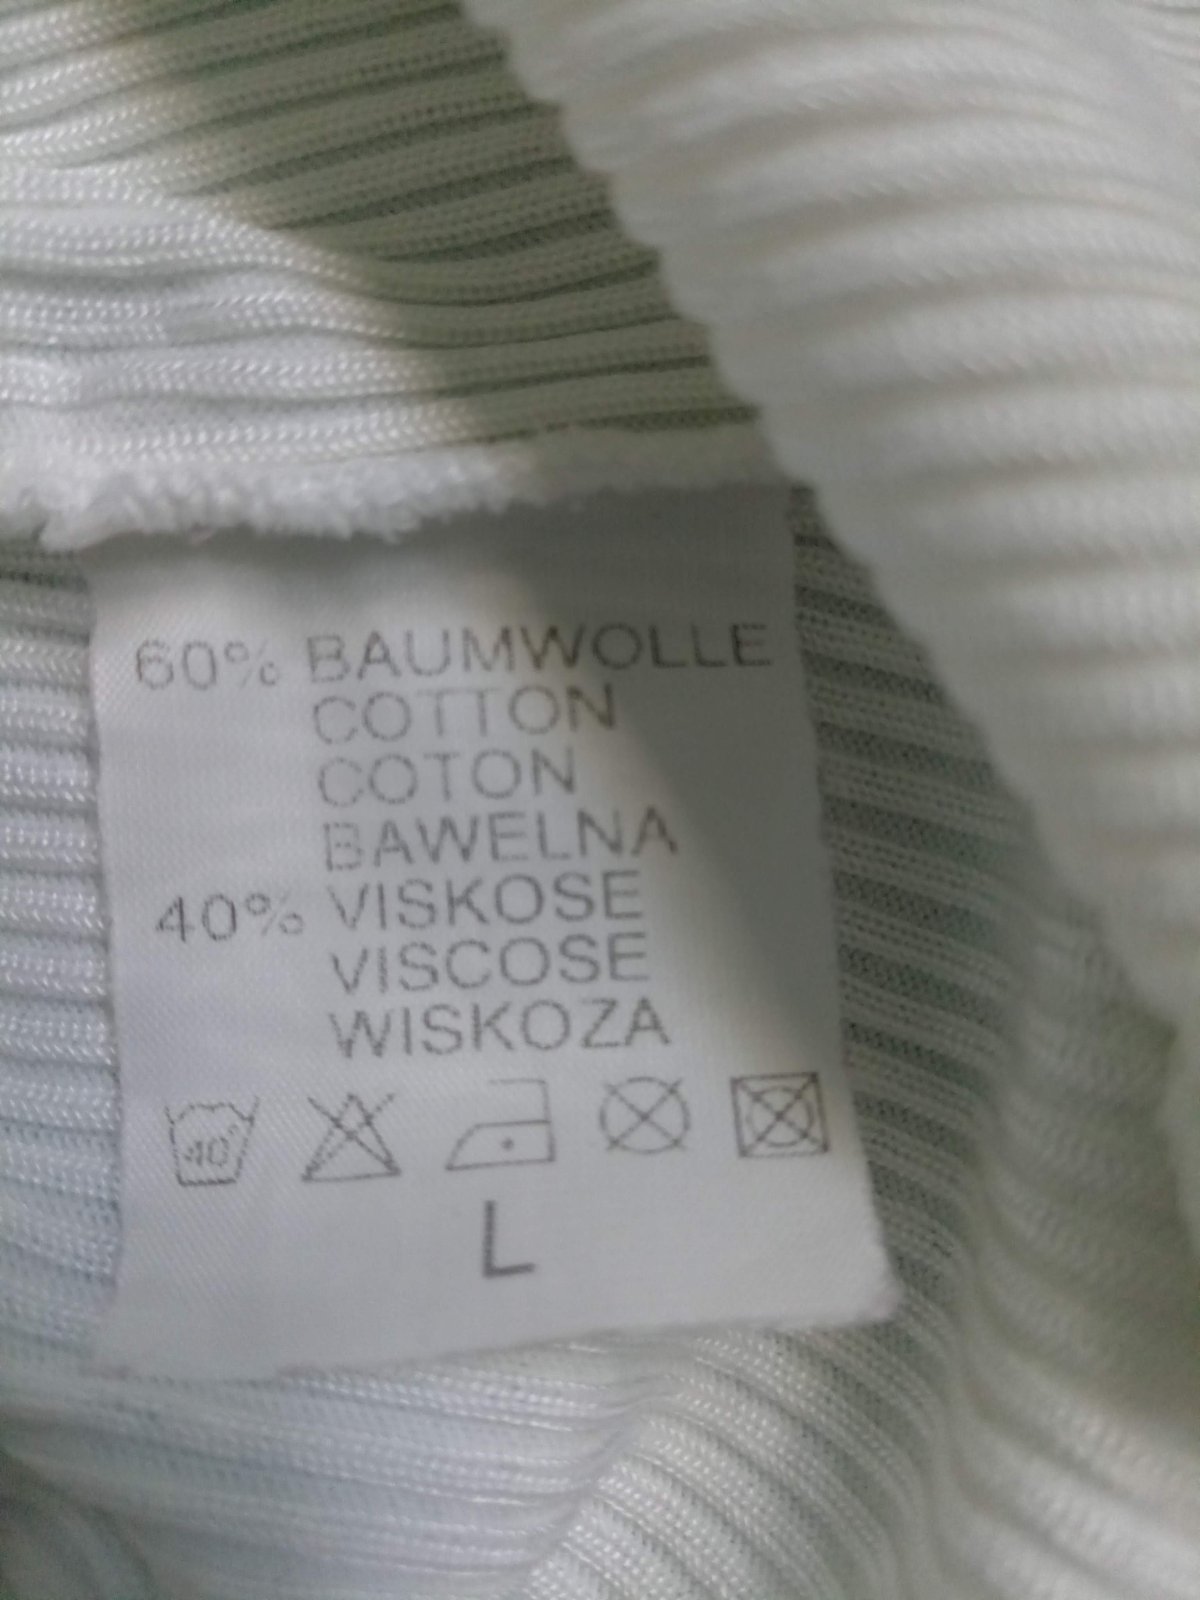 60% BAUMWOLLE
COTTON
COTON
BAWELNA
40% VISKOSE
VISCOSE
WISKOZA
40°
L